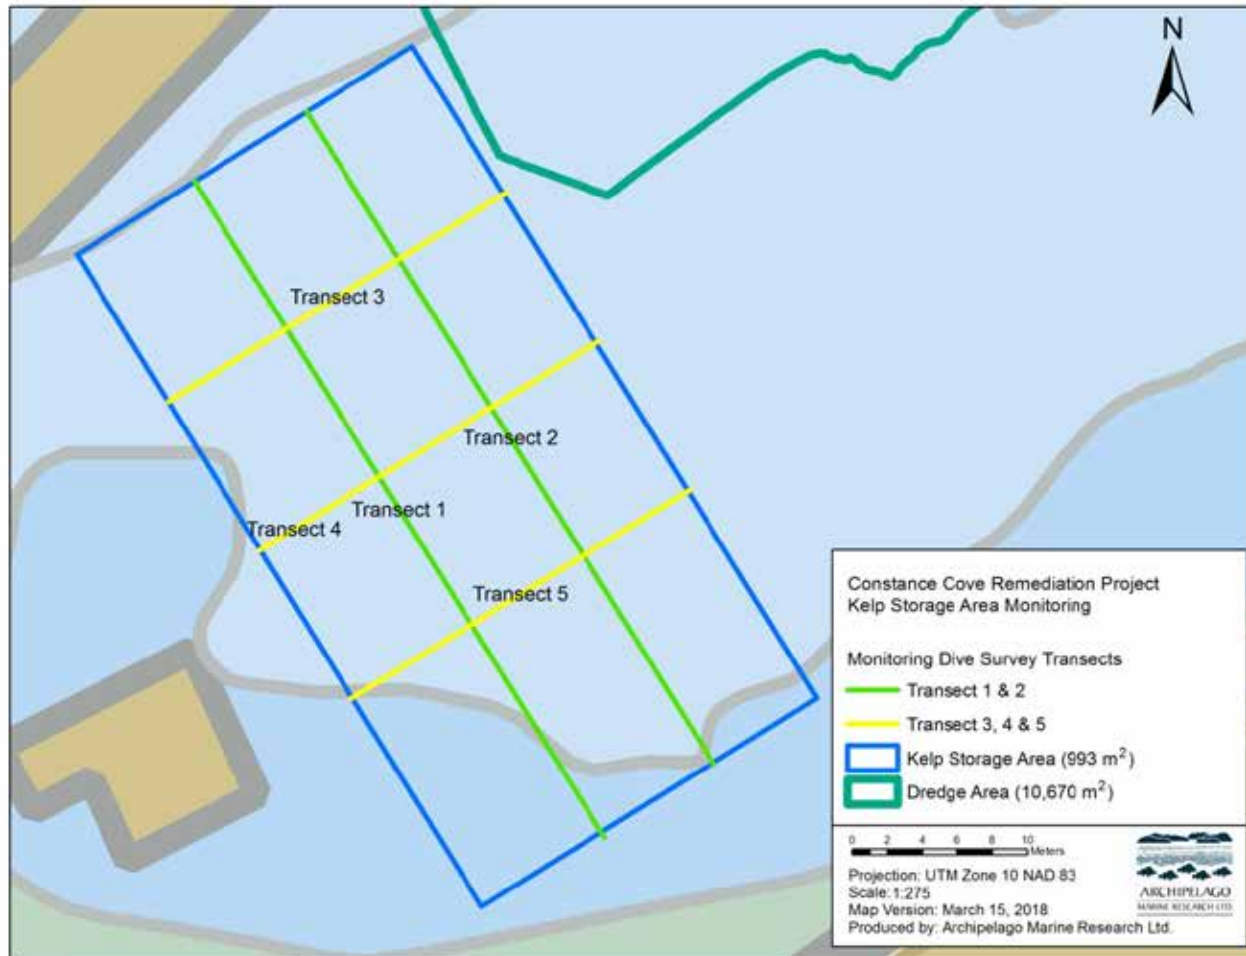 N
Transect 3
Transect 2
Transect 1
Transect 4
Transect 5
Constance Cove Remediation Project
Kelp Storage Area Monitoring
Monitoring Dive Survey Transects
Transect 1 & 2
Transect 3, 4 & 5
Kelp Storage Area (993 m²)
Dredge Area (10,670 m²)
0 2 4 6 8 10
Meters
Projection: UTM Zone 10 NAD 83
Scale:1:275
Map Version: March 15, 2018
Produced by: Archipelago Marine Research Ltd.
ARCHIPELAGO
MARINE RESEARCH LTD.